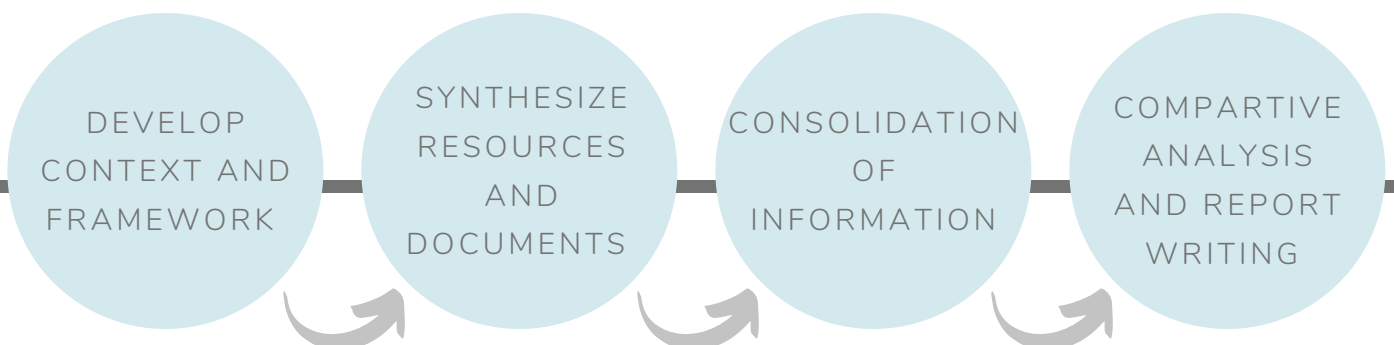 DEVELOP
CONTEXT AND
FRAMEWORK
SYNTHESIZE
RESOURCES
AND
DOCUMENTS
CONSOLIDATION
OF
INFORMATION
COMPARTIVE
ANALYSIS
AND REPORT
WRITING